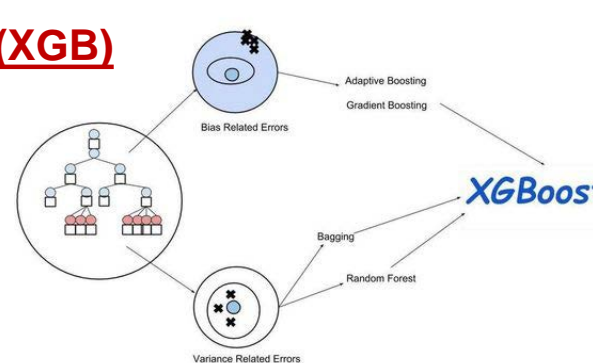 (XGB)
Bias Related Errors
Adaptive Boosting
Gradient Boosting
XGBoost
Bagging
Random Forest
Variance Related Errors